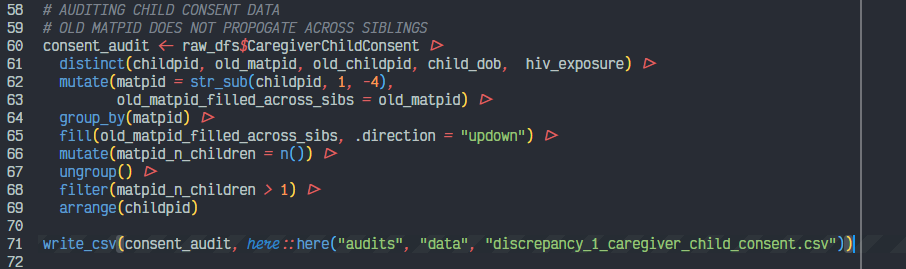 58 # AUDITING CHILD CONSENT DATA
59 # OLD MATPID DOES NOT PROPOGATE ACROSS SIBLINGS
60 consent_audit <- raw_dfs$CaregiverChildConsent |>
61   distinct(childpid, old_matpid, old_childpid, child_dob,  hiv_exposure) |>
62   mutate(matpid = str_sub(childpid, 1, -4),
63          old_matpid_filled_across_sibs = old_matpid) |>
64   group_by(matpid) |>
65   fill(old_matpid_filled_across_sibs, .direction = "updown") |>
66   mutate(matpid_n_children = n()) |>
67   ungroup() |>
68   filter(matpid_n_children > 1) |>
69   arrange(childpid)
70
71 write_csv(consent_audit, here::here("audits", "data", "discrepancy_1_caregiver_child_consent.csv"))
72